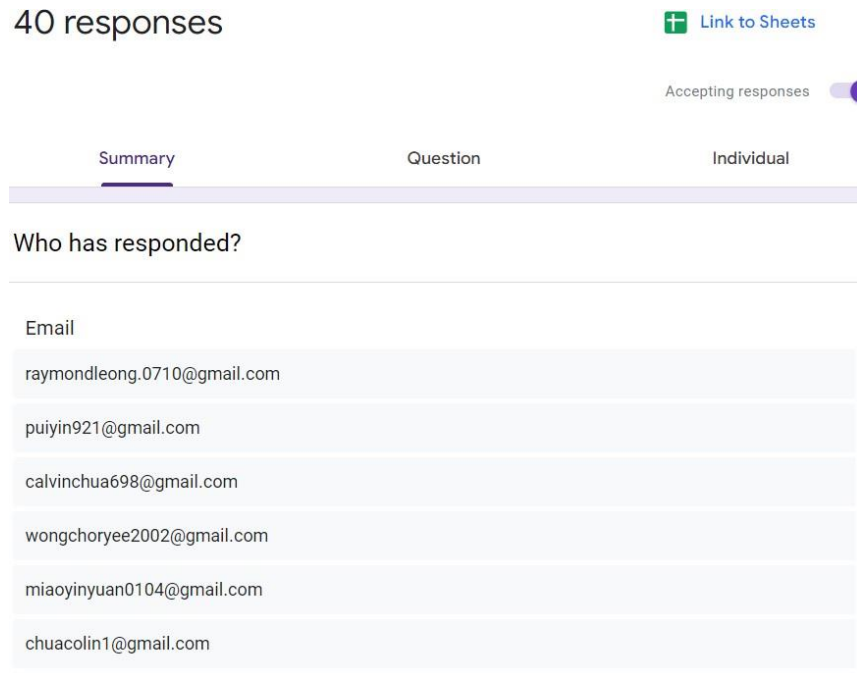 40 responses
Link to Sheets
Accepting responses
Summary Question Individual
Who has responded?
Email
raymondleong.0710@gmail.com
puiyin921@gmail.com
calvinchua698@gmail.com
wongchoryee2002@gmail.com
miaoyinyuan0104@gmail.com
chuacolin1@gmail.com